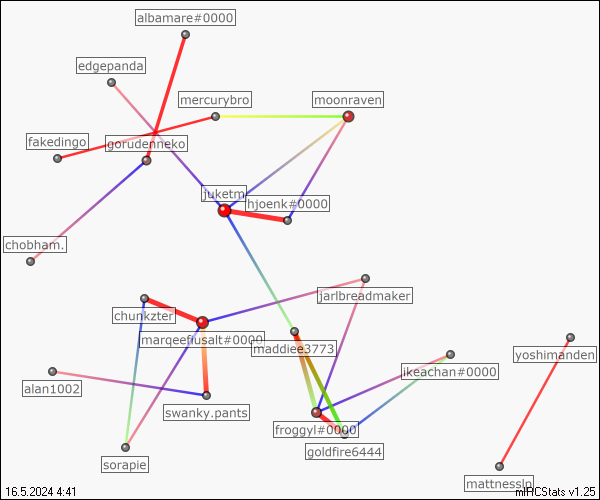 albamare#0000
edgepanda
mercurybro
moonraven
fakedingo
gorudenneko
juketm
hjoenk#0000
chobham.
jarlbreadmaker
chunkzter
marqeefiusalt#0000
maddiee3773
yoshimanden
ikeachan#0000
alan1002
swanky.pants
froggyl#0000
goldfire6444
sorapie
mattnesslp
16.5.2024 4:41
mIRCStats v1.25